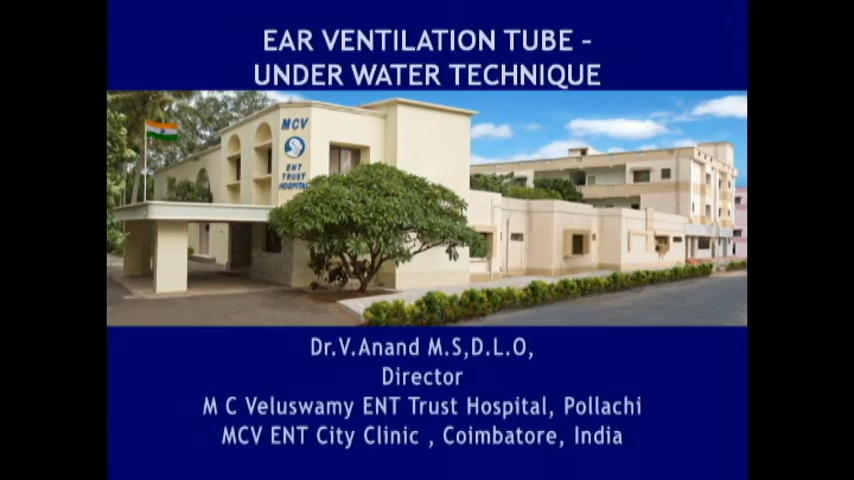 EAR VENTILATION TUBE –
UNDER WATER TECHNIQUE
MCV
ENT
TRUST
HOSPITAL
Dr.V.Anand M.S,D.L.O,
Director
M C Veluswamy ENT Trust Hospital, Pollachi
MCV ENT City Clinic , Coimbatore, India